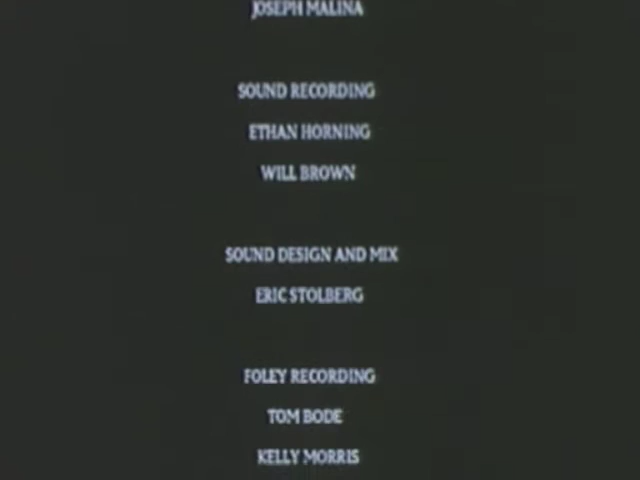 JOSEPH MALINA
SOUND RECORDING
ETHAN HORNING
WILL BROWN
SOUND DESIGN AND MIX
ERIC STOLBERG
FOLEY RECORDING
TOM BODE
KELLY MORRIS